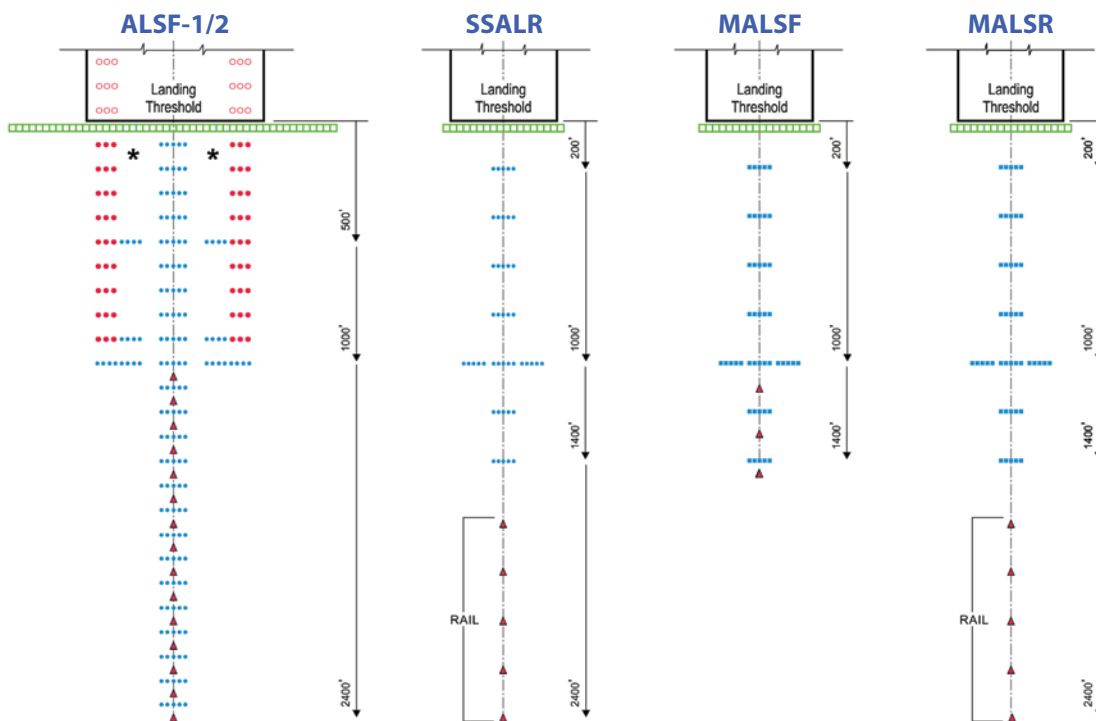 ALSF-1/2
Landing
Threshold
*
*
500'
1000'
2400'
SSALR
Landing
Threshold
200'
1000'
1400'
RAIL
2400'
MALSF
Landing
Threshold
200'
1000'
1400'
MALSR
Landing
Threshold
200'
1000'
1400'
RAIL
2400'